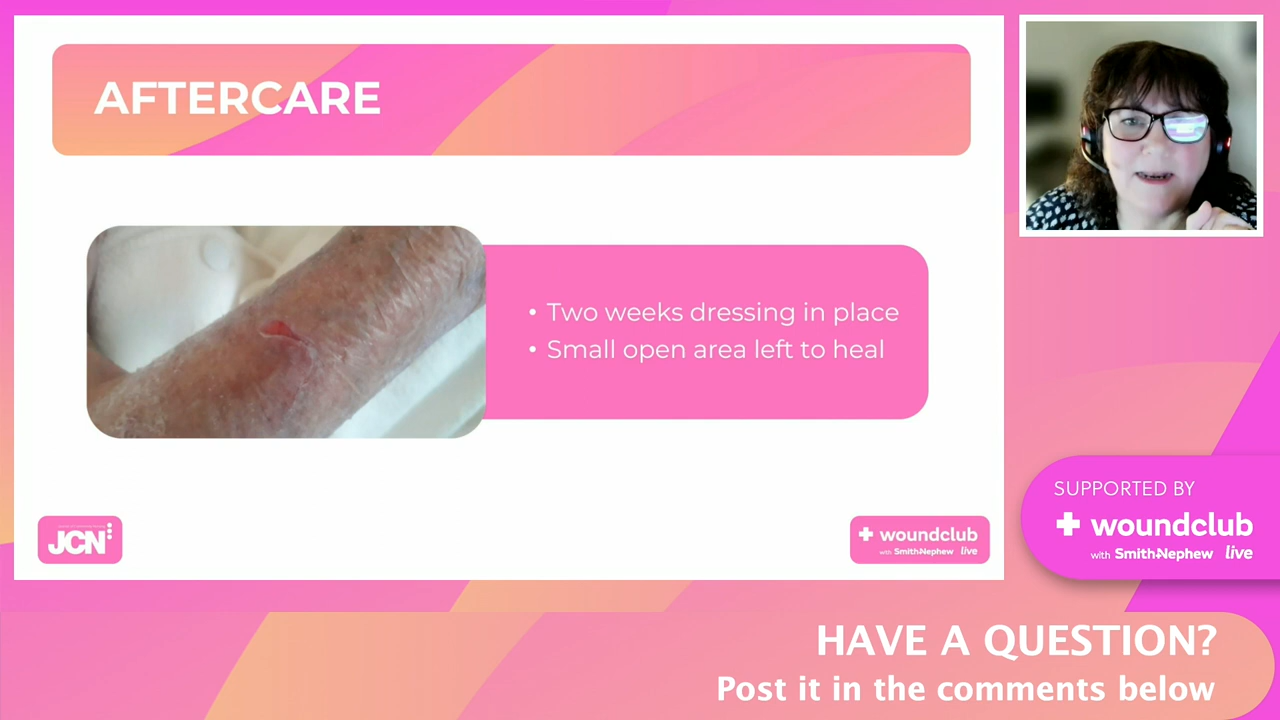 AFTERCARE
• Two weeks dressing in place
• Small open area left to heal
JCN
woundclub
with Smith+Nephew live
SUPPORTED BY
woundclub
with Smith+Nephew live
HAVE A QUESTION?
Post it in the comments below